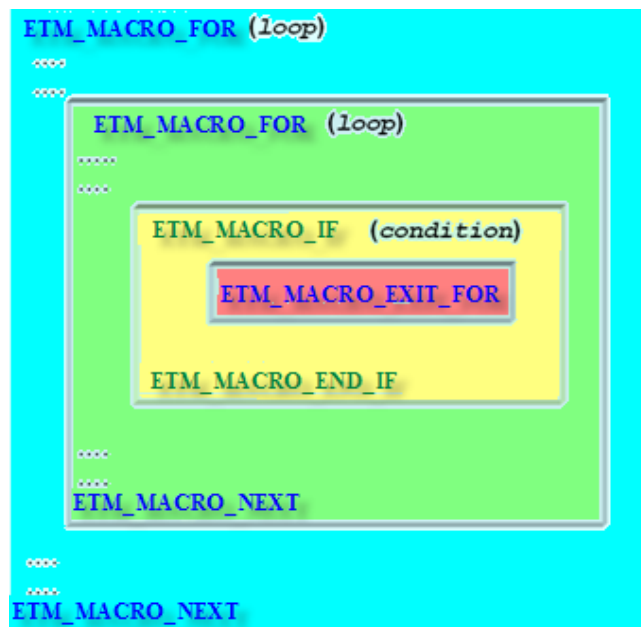 ETM_MACRO_FOR (loop)
....
....
ETM_MACRO_FOR (loop)
.....
....
ETM_MACRO_IF (condition)
ETM_MACRO_EXIT_FOR
ETM_MACRO_END_IF
....
....
ETM_MACRO_NEXT
....
....
ETM_MACRO_NEXT